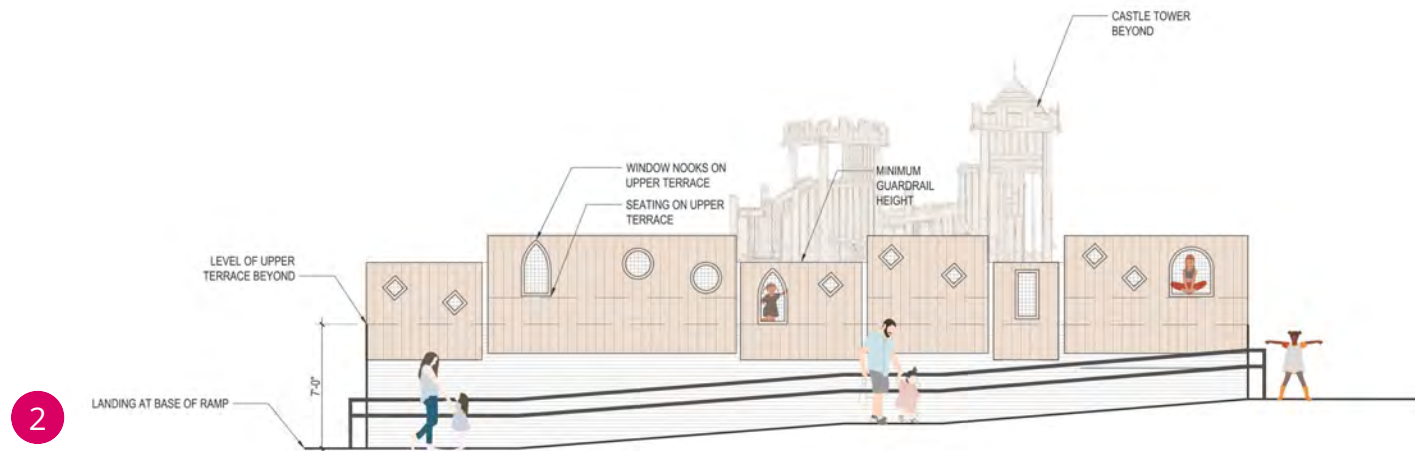 CASTLE TOWER
BEYOND
WINDOW NOOKS ON
UPPER TERRACE
MINIMUM
GUARDRAIL
HEIGHT
SEATING ON UPPER
TERRACE
LEVEL OF UPPER
TERRACE BEYOND
7'-0"
LANDING AT BASE OF RAMP
2